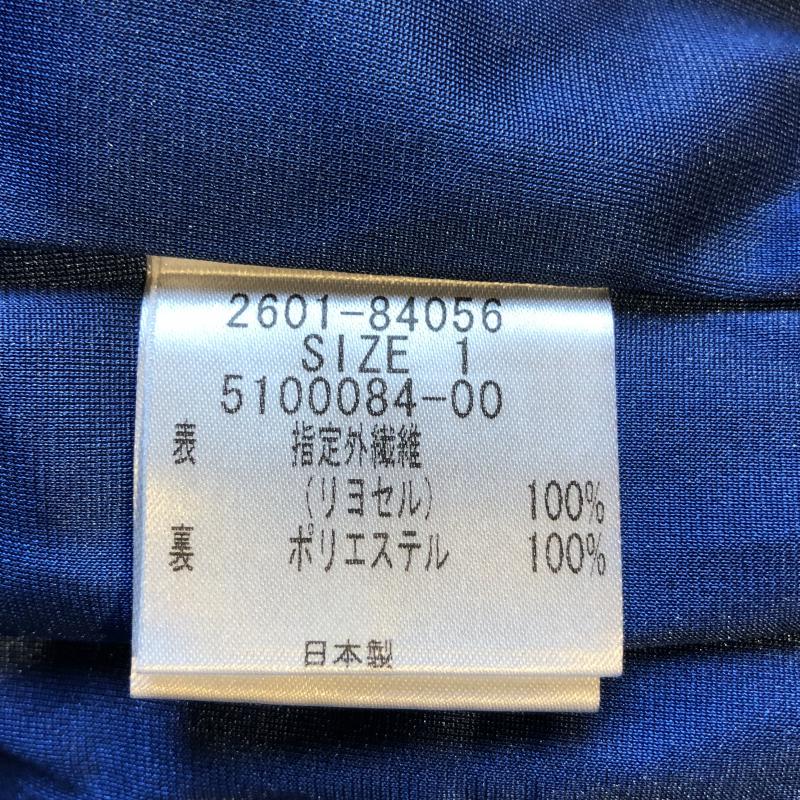 2601-84056
SIZE 1
5100084-00
表 指定外繊維
(リヨセル) 100%
裏 ポリエステル 100%
日本製